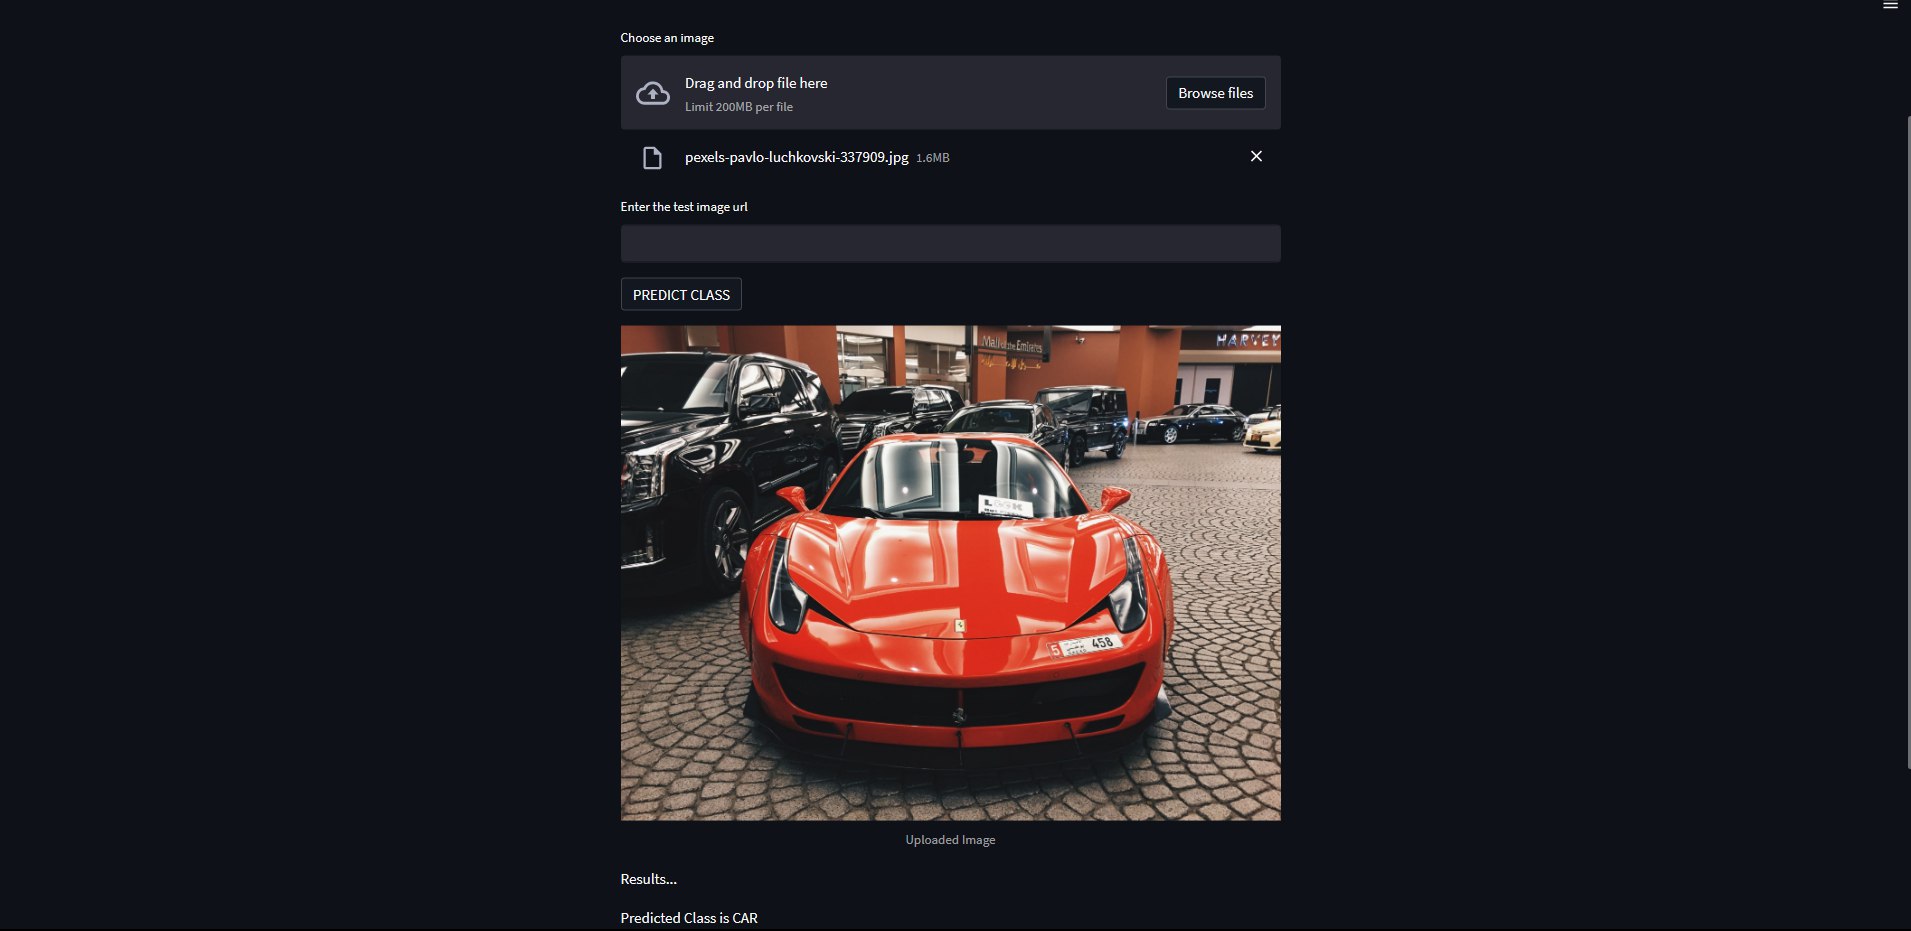 Choose an image
Drag and drop file here
Limit 200MB per file
Browse files
pexels-pavlo-luchkovski-337909.jpg 1.6MB
Enter the test image url
PREDICT CLASS
Mall of the Emirates
HARVEY
5 458
Uploaded Image
Results...
Predicted Class is CAR